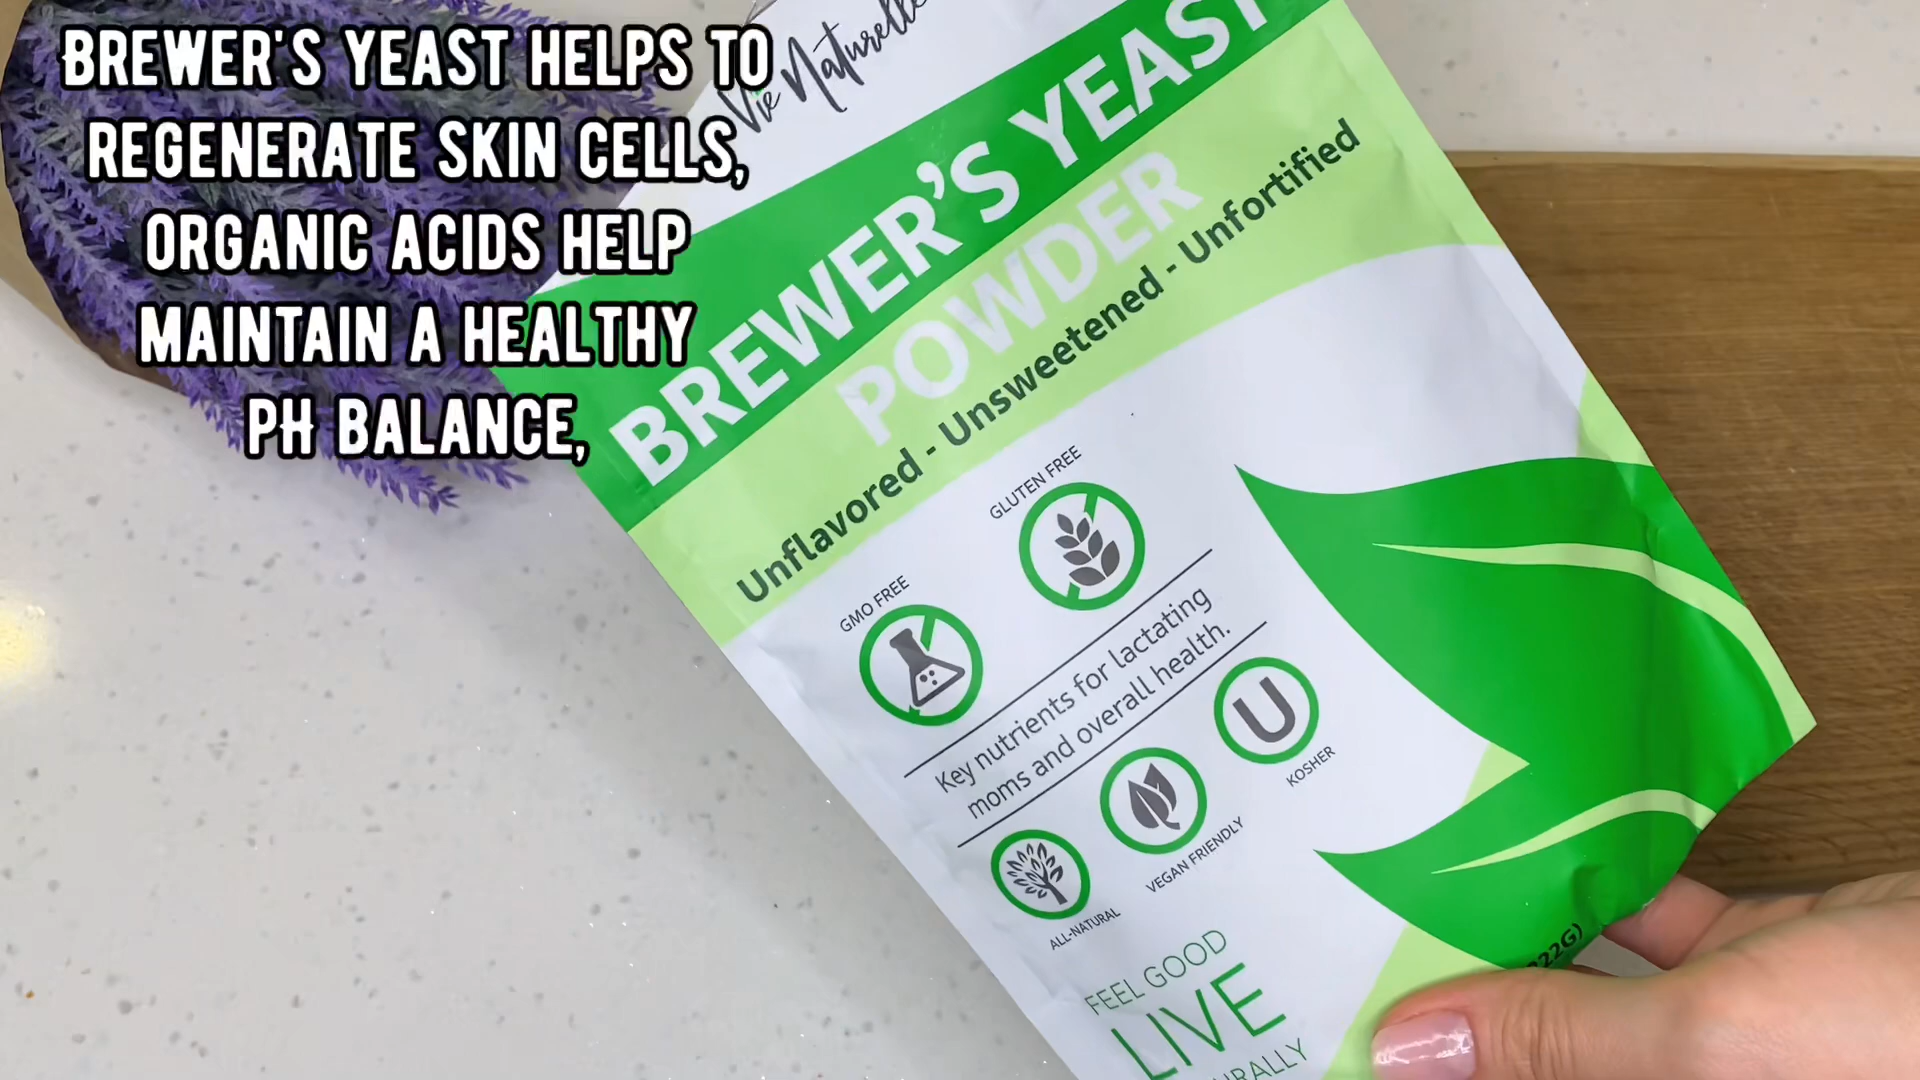 BREWER'S YEAST HELPS TO
REGENERATE SKIN CELLS,
ORGANIC ACIDS HELP
MAINTAIN A HEALTHY
PH BALANCE,
Vie Naturelle
BREWER'S YEAST
POWDER
Unflavored - Unsweetened - Unfortified
GLUTEN FREE
GMO FREE
Key nutrients for lactating
moms and overall health.
U
KOSHER
VEGAN FRIENDLY
ALL-NATURAL
FEEL GOOD
LIVE